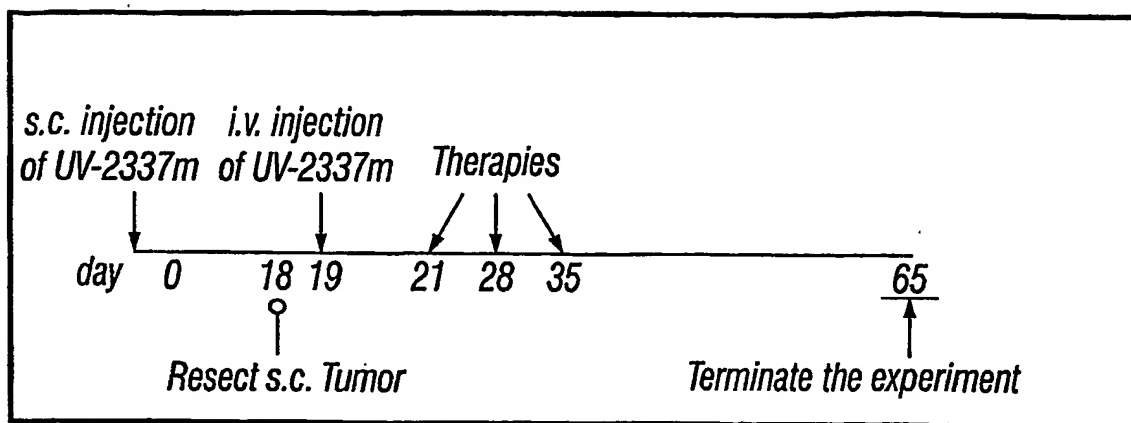 s.c. injection i.v. injection
of UV-2337m of UV-2337m Therapies
day 0 18 19 21 28 35 65
Resect s.c. Tumor Terminate the experiment